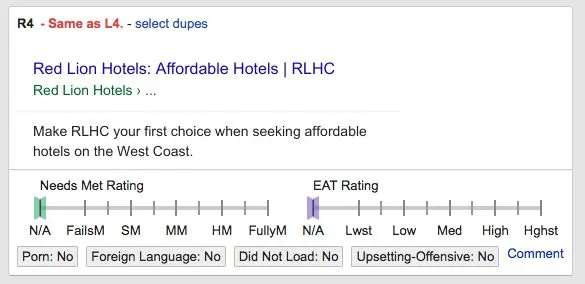 R4 - Same as L4. - select dupes
Red Lion Hotels: Affordable Hotels | RLHC
Red Lion Hotels › ...
Make RLHC your first choice when seeking affordable
hotels on the West Coast.
Needs Met Rating
EAT Rating
N/A FailsM SM MM HM FullyM
N/A Lwst Low Med High Hghst
Porn: No Foreign Language: No Did Not Load: No Upsetting-Offensive: No Comment